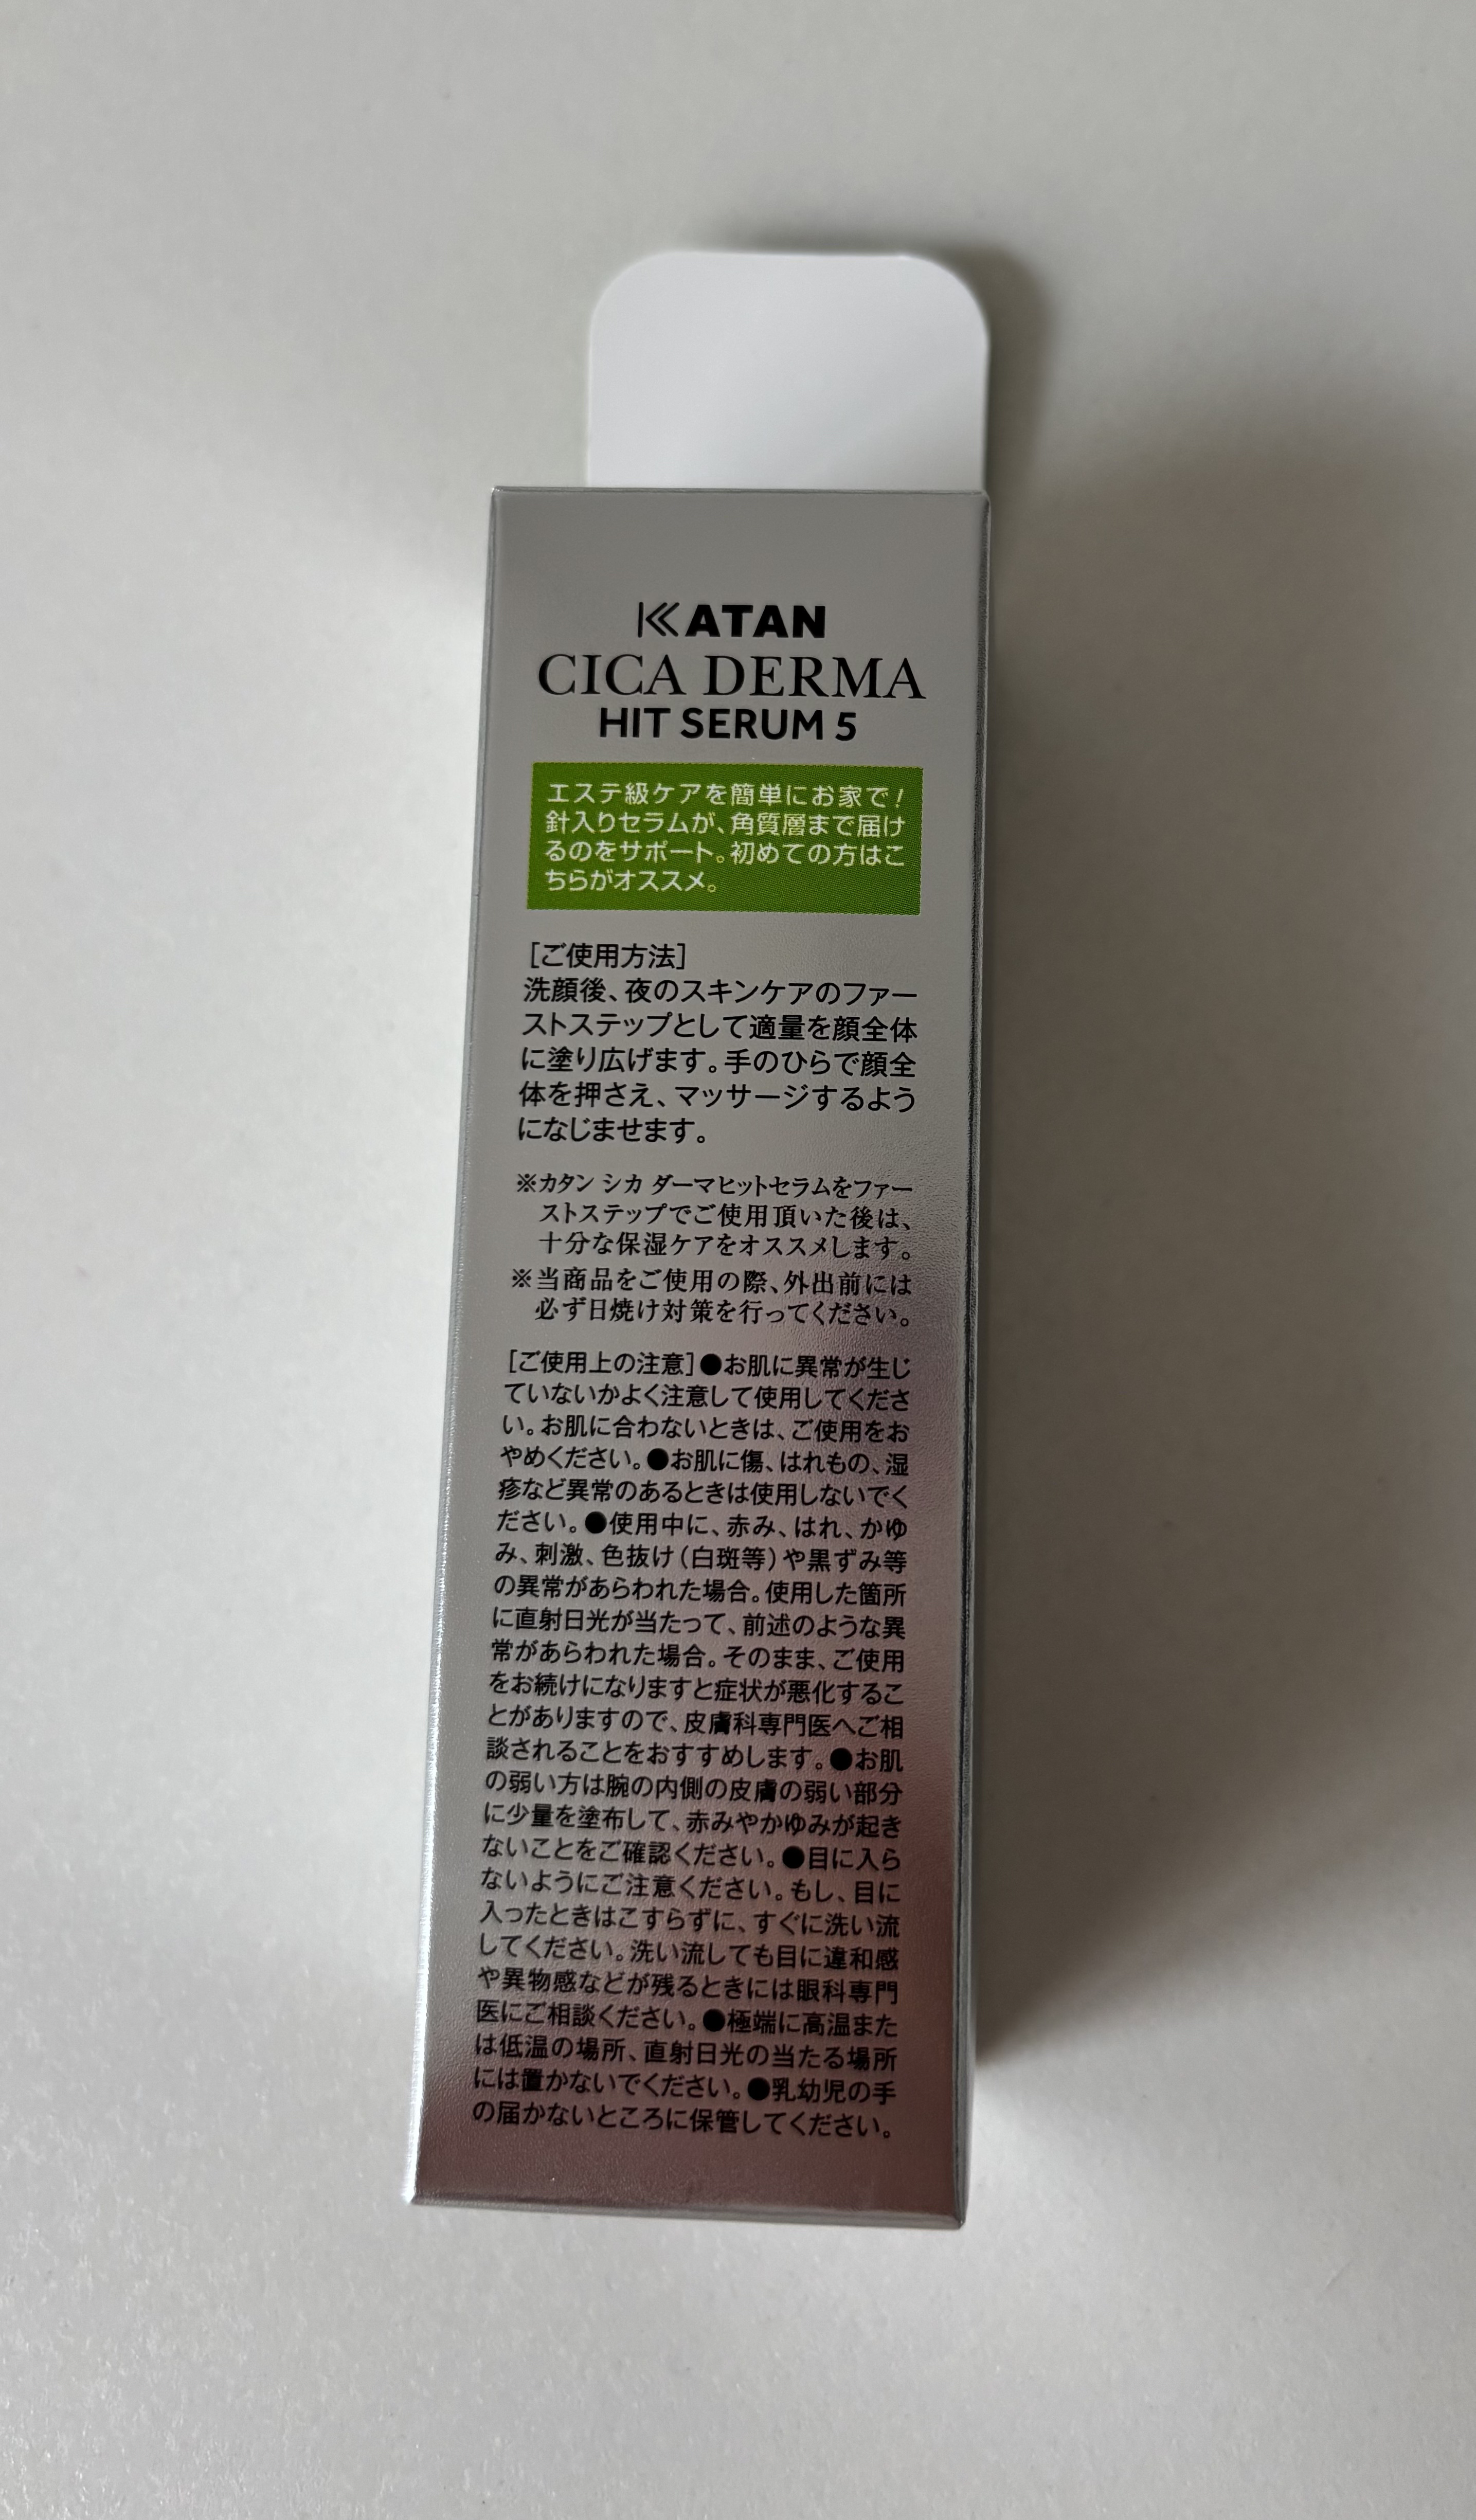 KATAN
CICA DERMA
HIT SERUM 5
エステ級ケアを簡単にお家で!
針入りセラムが、角質層まで届け
るのをサポート。初めての方はこ
ちらがオススメ。
[ご使用方法]
洗顔後、夜のスキンケアのファー
ストステップとして適量を顔全体
に塗り広げます。手のひらで顔全
体を押さえ、マッサージするよう
になじませます。
※カタン シカ ダーマヒットセラムをファー
ストステップでご使用頂いた後は、
十分な保湿ケアをオススメします。
※当商品をご使用の際、外出前には
必ず日焼け対策を行ってください。
[ご使用上の注意]●お肌に異常が生じ
ていないかよく注意して使用してくださ
い。お肌に合わないときは、ご使用をお
やめください。●お肌に傷、はれもの、湿
疹など異常のあるときは使用しないでく
ださい。●使用中に、赤み、はれ、かゆ
み、刺激、色抜け(白斑等)や黒ずみ等
の異常があらわれた場合。使用した箇所
に直射日光が当たって、前述のような異
常があらわれた場合。そのまま、ご使用
をお続けになりますと症状が悪化するこ
とがありますので、皮膚科専門医へご相
談されることをおすすめします。●お肌
の弱い方は腕の内側の皮膚の弱い部分
に少量を塗布して、赤みやかゆみが起き
ないことをご確認ください。●目に入ら
ないようにご注意ください。もし、目に
入ったときはこすらずに、すぐに洗い流
してください。洗い流しても目に違和感
や異物感などが残るときには眼科専門
医にご相談ください。●極端に高温また
は低温の場所、直射日光の当たる場所
には置かないでください。●乳幼児の手
の届かないところに保管してください。